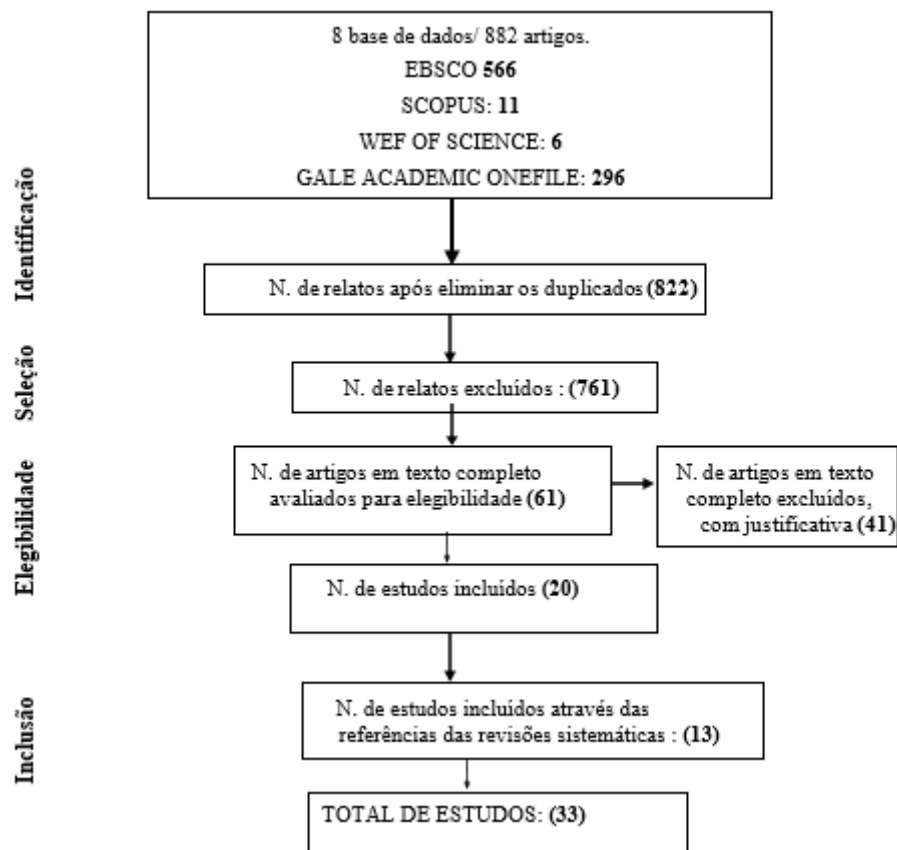 8 base de dados/ 882 artigos.
EBSCO 566
SCOPUS: 11
WEF OF SCIENCE: 6
GALE ACADEMIC ONEFILE: 296
Identificação
N. de relatos após eliminar os duplicados (822)
Seleção
N. de relatos excluídos : (761)
Elegibilidade
N. de artigos em texto completo
avaliados para elegibilidade (61)
N. de artigos em texto
completo excluídos,
com justificativa (41)
N. de estudos incluídos (20)
Inclusão
N. de estudos incluídos através das
referências das revisões sistemáticas : (13)
TOTAL DE ESTUDOS: (33)